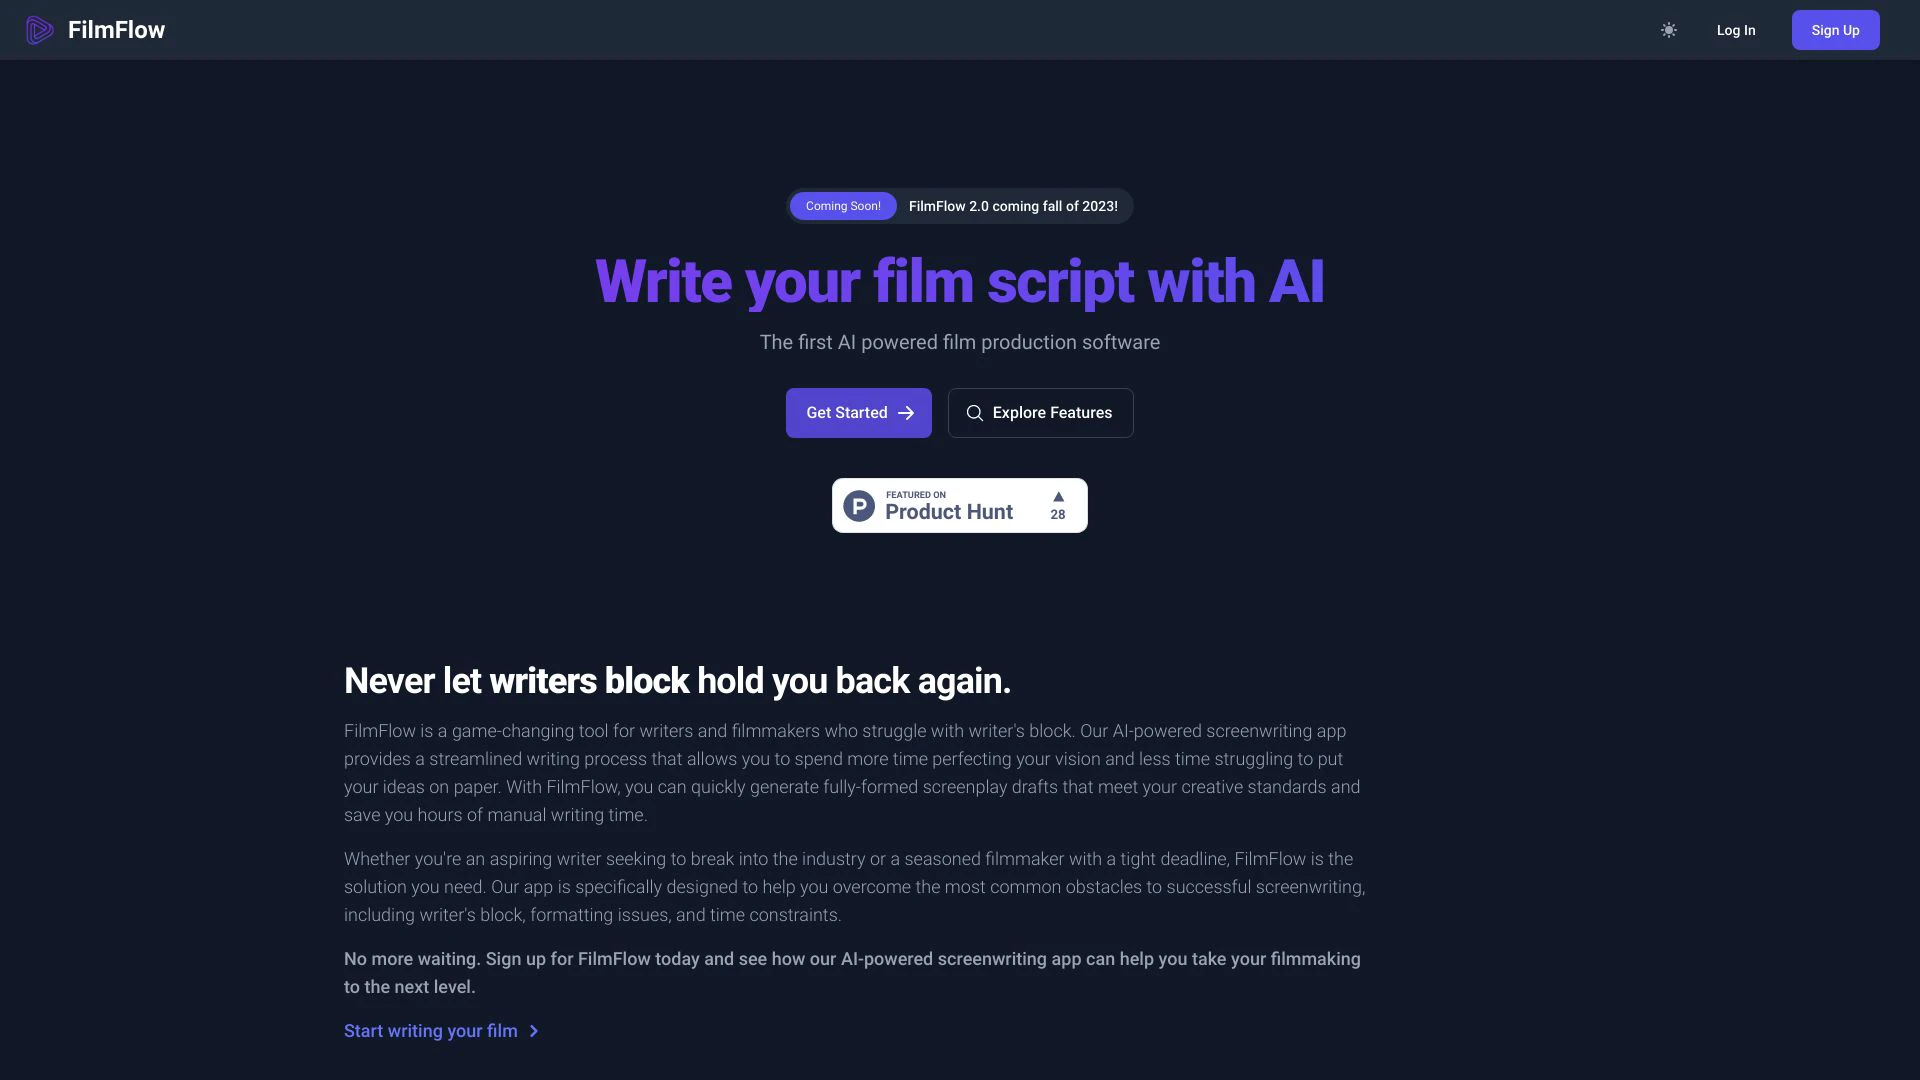 FilmFlow
Log In
Sign Up
Coming Soon!
FilmFlow 2.0 coming fall of 2023!
Write your film script with AI
The first AI powered film production software
Get Started
Explore Features
P
FEATURED ON
Product Hunt
28
Never let writers block hold you back again.
FilmFlow is a game-changing tool for writers and filmmakers who struggle with writer's block. Our AI-powered screenwriting app
provides a streamlined writing process that allows you to spend more time perfecting your vision and less time struggling to put
your ideas on paper. With FilmFlow, you can quickly generate fully-formed screenplay drafts that meet your creative standards and
save you hours of manual writing time.
Whether you're an aspiring writer seeking to break into the industry or a seasoned filmmaker with a tight deadline, FilmFlow is the
solution you need. Our app is specifically designed to help you overcome the most common obstacles to successful screenwriting,
including writer's block, formatting issues, and time constraints.
No more waiting. Sign up for FilmFlow today and see how our AI-powered screenwriting app can help you take your filmmaking
to the next level.
Start writing your film